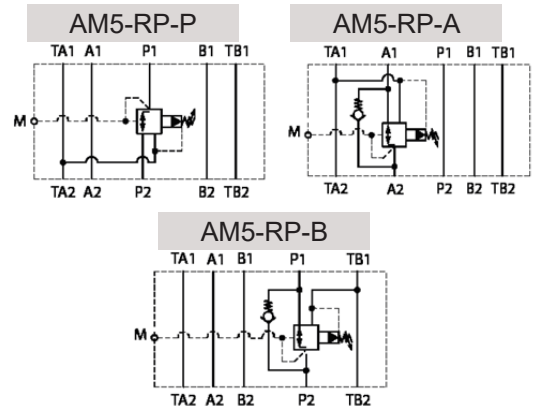 AM5-RP-P
TA1 A1 P1 B1 TB1
M
TA2 A2 P2 B2 TB2
AM5-RP-A
TA1 A1 P1 B1 TB1
M
TA2 A2 P2 B2 TB2
AM5-RP-B
TA1 A1 B1 P1 TB1
M
TA2 A2 B2 P2 TB2